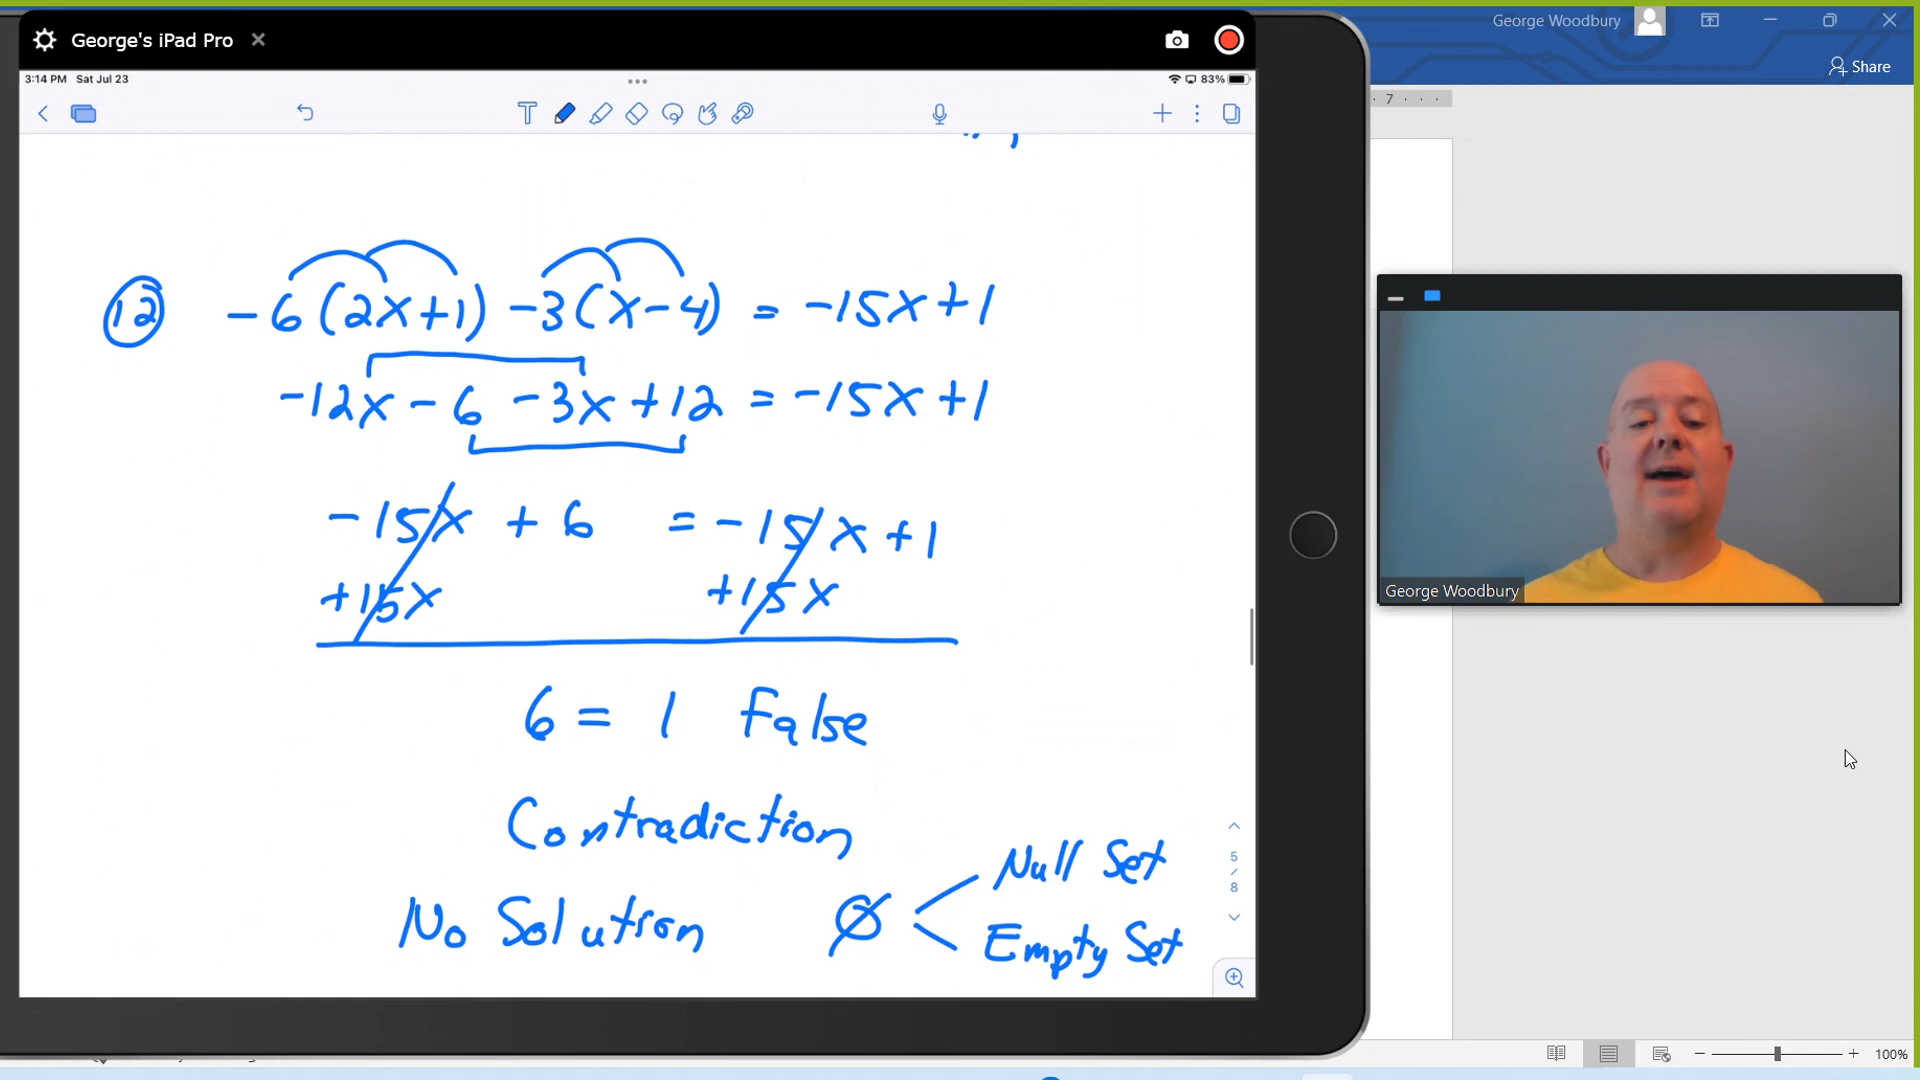 George's iPad Pro
George Woodbury
Share
3:14 PM Sat Jul 23
83%
7
⑫ -6(2x+1) -3(x-4) = -15x+1
-12x - 6 - 3x + 12 = -15x+1
-15x + 6 = -15x+1
+15x +15x
6 = 1 False
Contradiction
Null Set
No Solution ∅
Empty Set
5
/
8
George Woodbury
100%